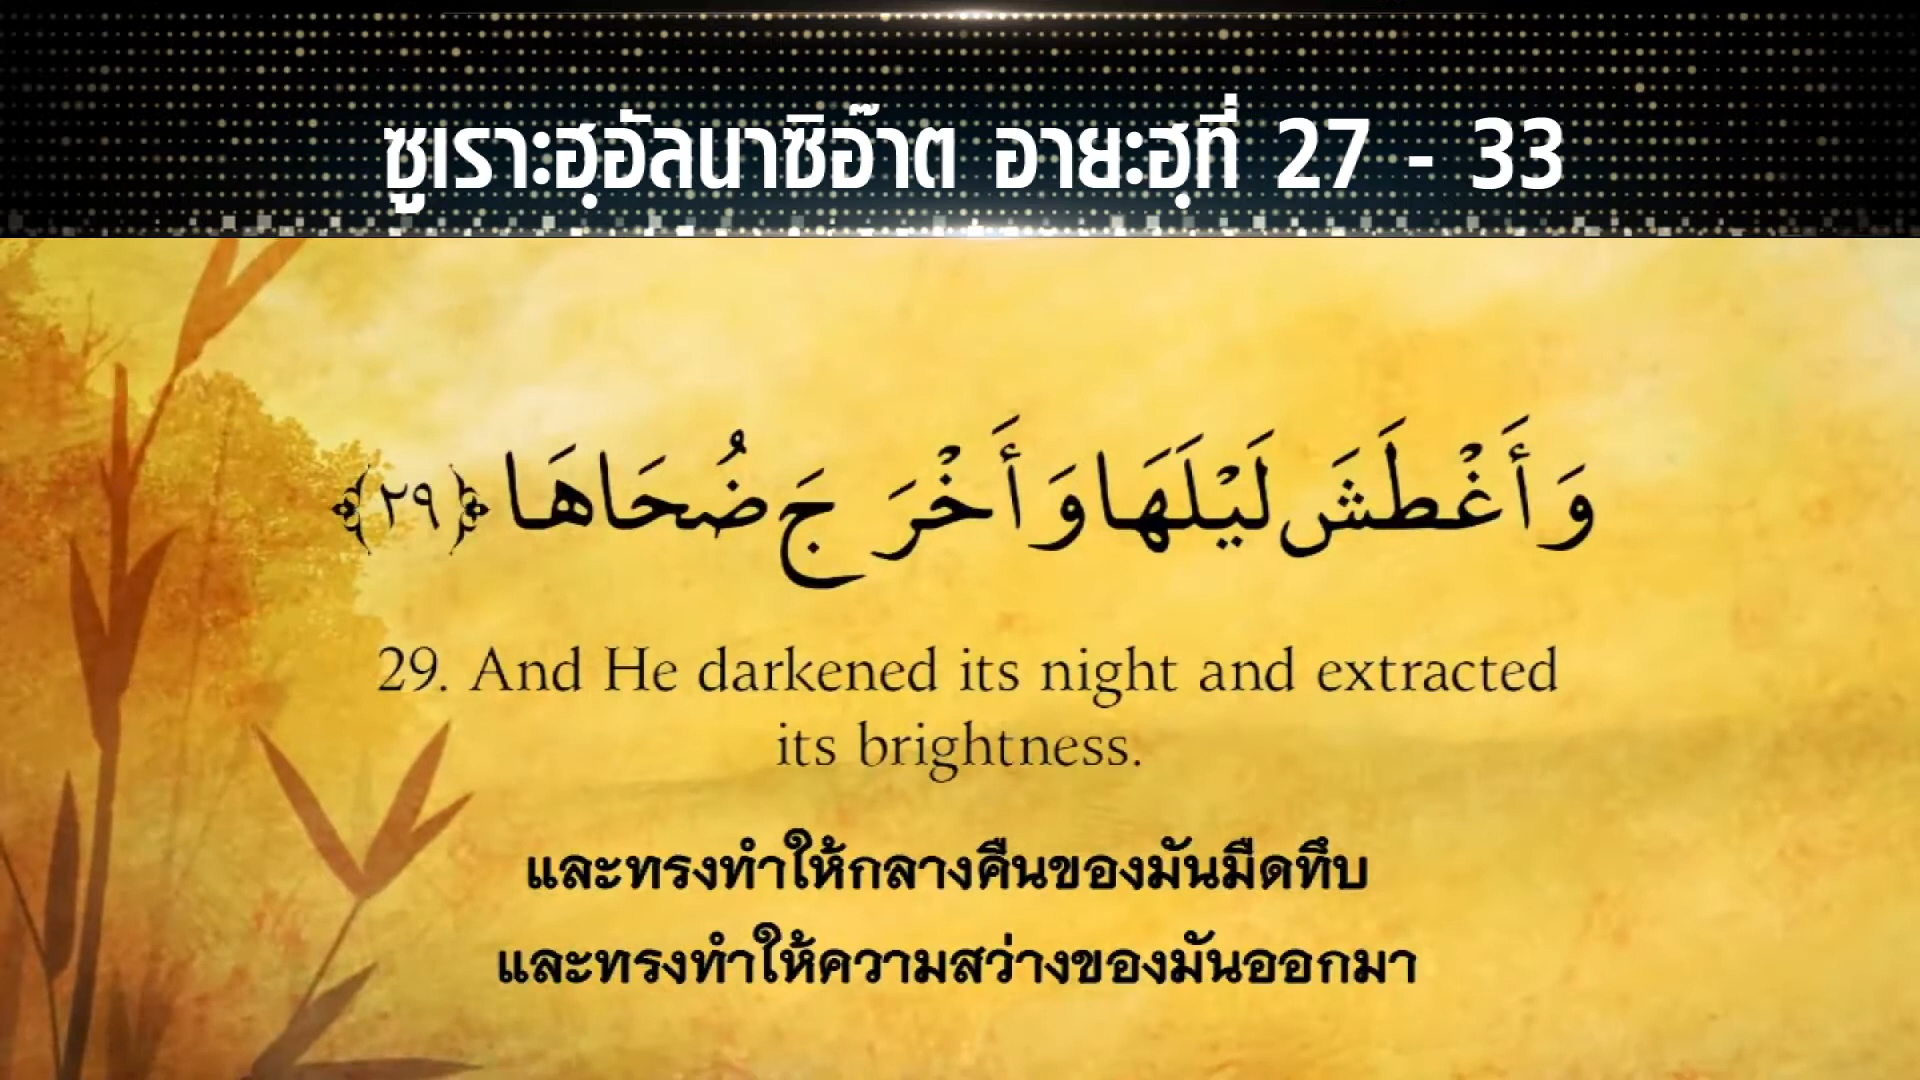 ซูเราะฮฺอัลนาซิอ๊าต อายะฮฺที่ 27 - 33
وَأَغْطَشَ لَيْلَهَا وَأَخْرَجَ ضُحَاهَا ﴿٢٩﴾
29. And He darkened its night and extracted
its brightness.
และทรงทำให้กลางคืนของมันมืดทึบ
และทรงทำให้ความสว่างของมันออกมา